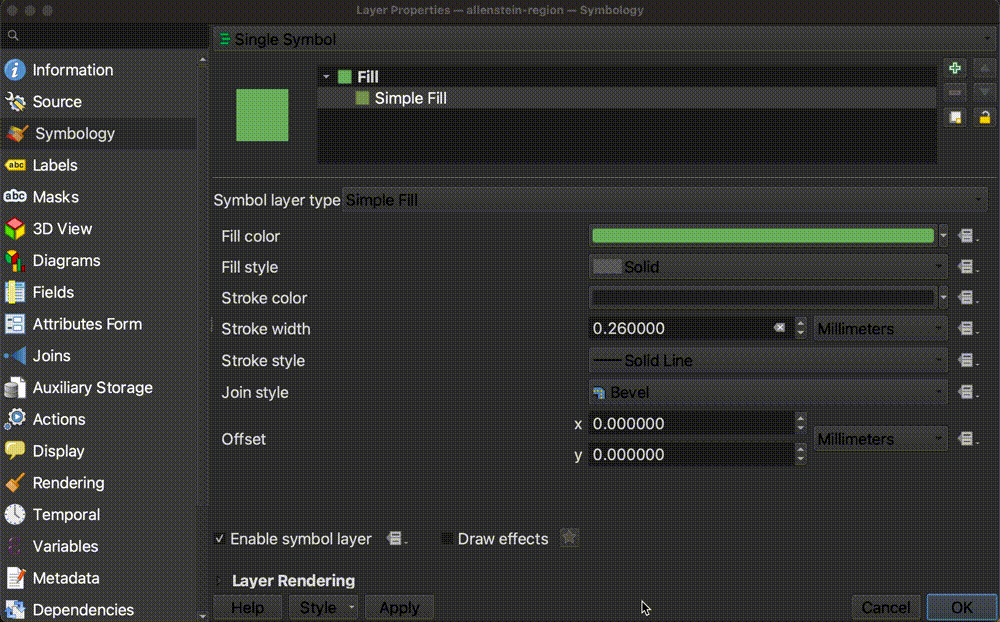 Layer Properties — allenstein-region — Symbology
Single Symbol
Information
Source
Symbology
Labels
abc
Masks
abc
3D View
Diagrams
Fields
Attributes Form
Joins
Auxiliary Storage
Actions
Display
Rendering
Temporal
Variables
Metadata
Dependencies
Fill
Simple Fill
Symbol layer type Simple Fill
Fill color
Fill style Solid
Stroke color
Stroke width 0.260000 Millimeters
Stroke style Solid Line
Join style Bevel
Offset x 0.000000 Millimeters
y 0.000000
Enable symbol layer Draw effects
Layer Rendering
Help Style Apply Cancel OK